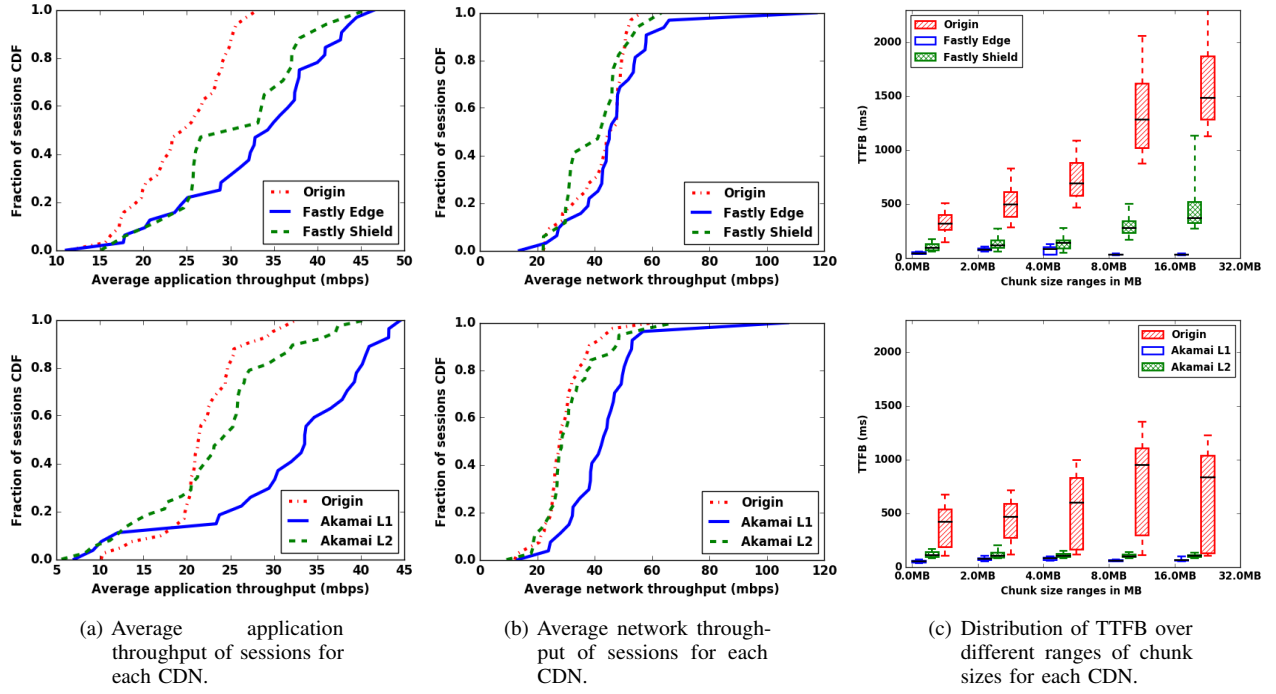 1.0
0.8
0.6
0.4
0.2
0.0
Fraction of sessions CDF
Origin
Fastly Edge
Fastly Shield
10 15 20 25 30 35 40 45 50
Average application throughput (mbps)
1.0
0.8
0.6
0.4
0.2
0.0
Fraction of sessions CDF
Origin
Fastly Edge
Fastly Shield
0 20 40 60 80 100 120
Average network throughput (mbps)
2000
1500
1000
500
0
TTFB (ms)
Origin
Fastly Edge
Fastly Shield
0.0MB 2.0MB 4.0MB 8.0MB 16.0MB 32.0MB
Chunk size ranges in MB
1.0
0.8
0.6
0.4
0.2
0.0
Fraction of sessions CDF
Origin
Akamai L1
Akamai L2
5 10 15 20 25 30 35 40 45
Average application throughput (mbps)
1.0
0.8
0.6
0.4
0.2
0.0
Fraction of sessions CDF
Origin
Akamai L1
Akamai L2
0 20 40 60 80 100 120
Average network throughput (mbps)
2000
1500
1000
500
0
TTFB (ms)
Origin
Akamai L1
Akamai L2
0.0MB 2.0MB 4.0MB 8.0MB 16.0MB 32.0MB
Chunk size ranges in MB
(a) Average application
throughput of sessions for
each CDN.
(b) Average network through-
put of sessions for each
CDN.
(c) Distribution of TTFB over
different ranges of chunk
sizes for each CDN.